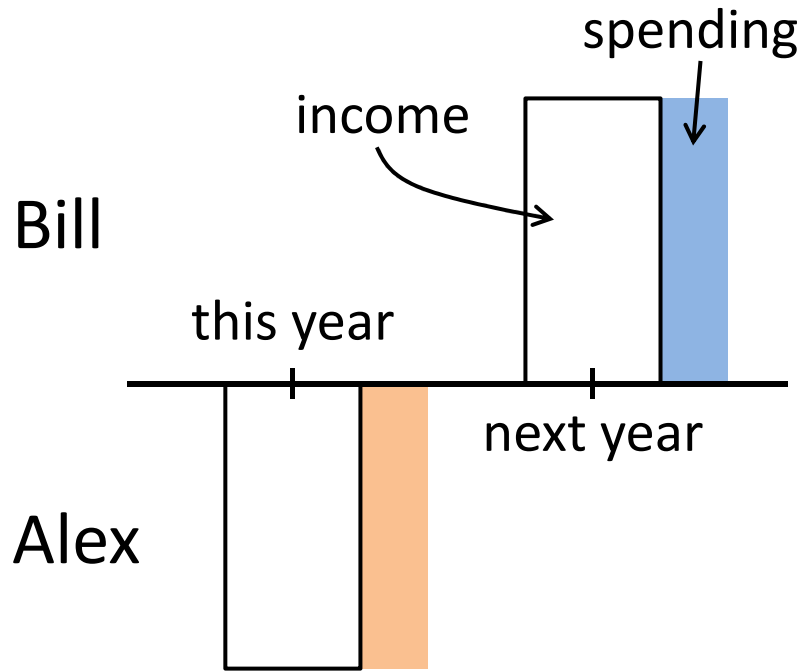 spending
income
Bill
this year
next year
Alex